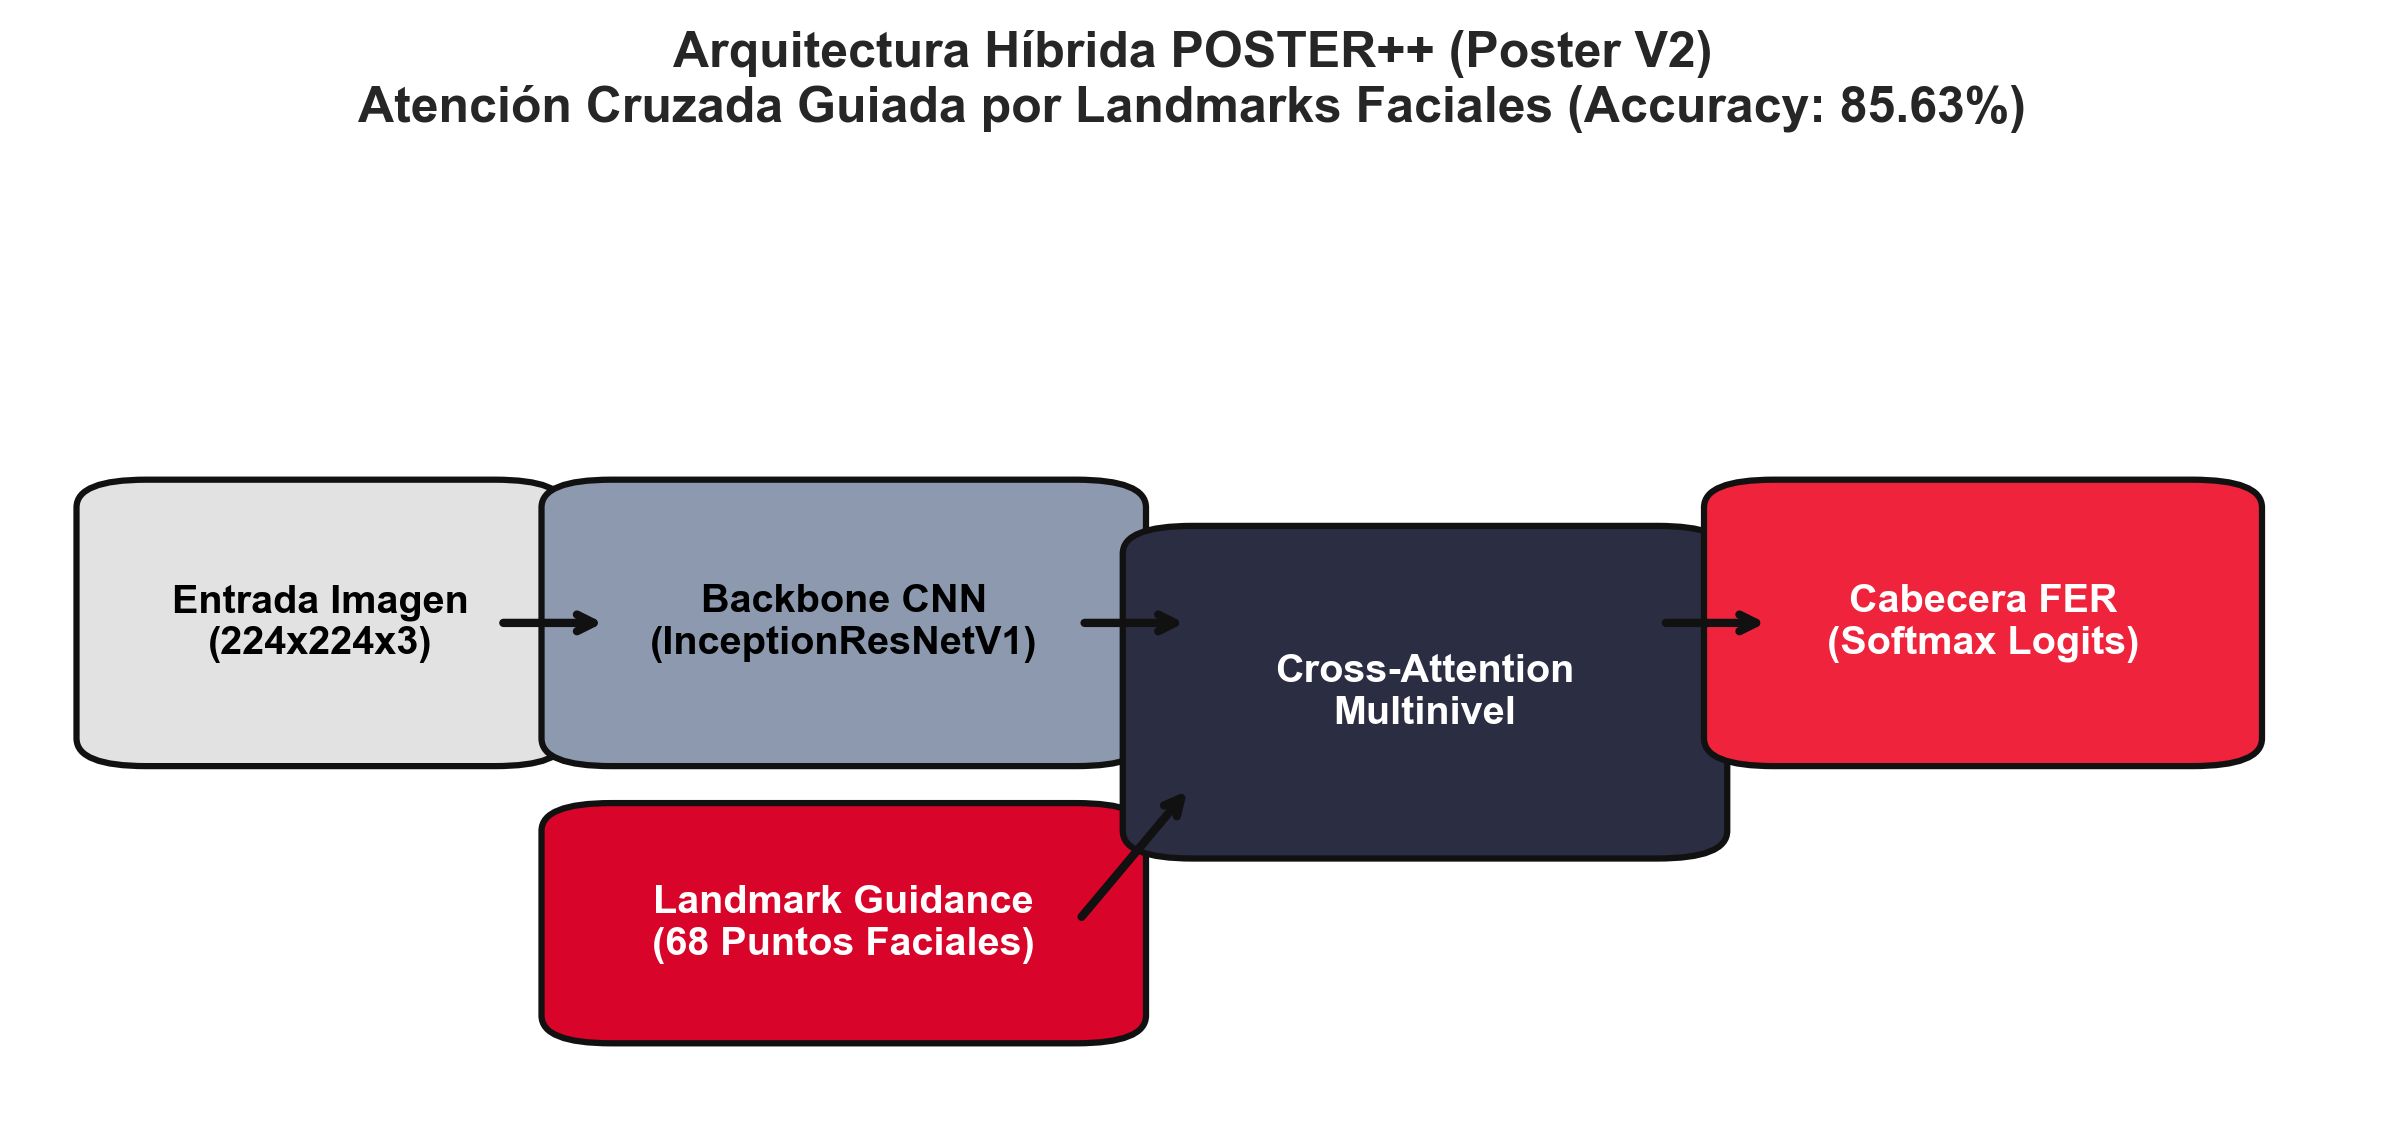 Arquitectura Híbrida POSTER++ (Poster V2)
Atención Cruzada Guiada por Landmarks Faciales (Accuracy: 85.63%)
Entrada Imagen
(224x224x3)
Backbone CNN
(InceptionResNetV1)
Cross-Attention
Multinivel
Cabecera FER
(Softmax Logits)
Landmark Guidance
(68 Puntos Faciales)